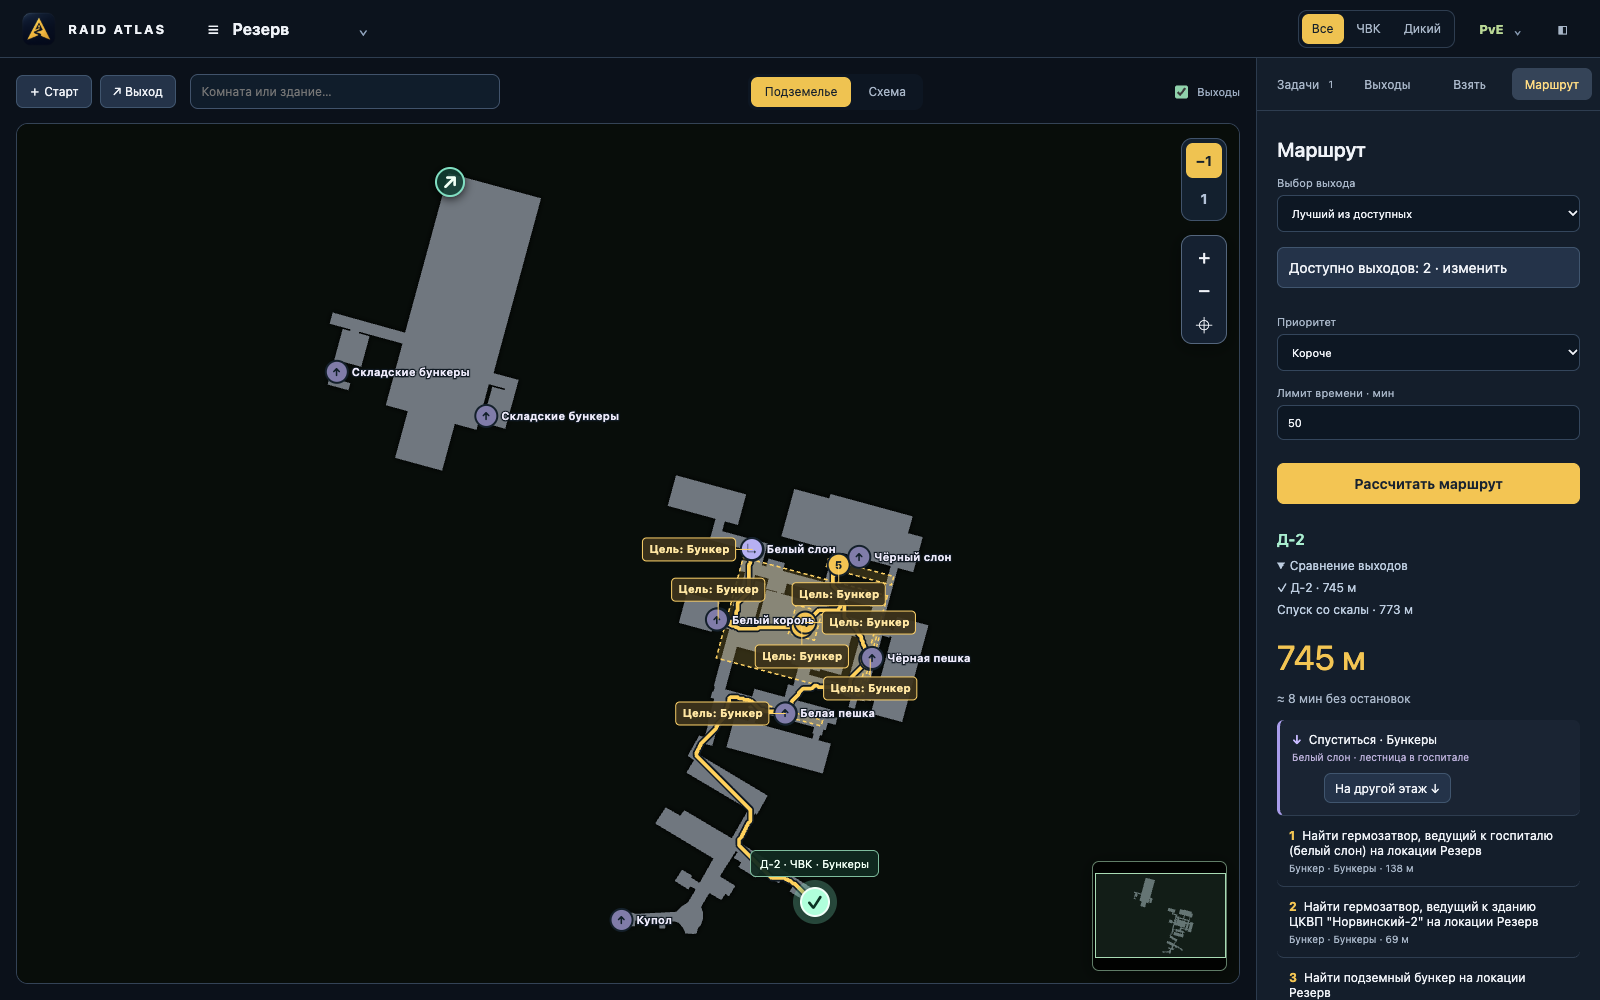 RAID ATLAS
Резерв
Все
ЧВК
Дикий
PvE
+ Старт
Выход
Комната или здание...
Подземелье
Схема
Выходы
Задачи 1
Выходы
Взять
Маршрут
−1
1
+
−
Складские бункеры
Складские бункеры
Цель: Бункер
Белый слон
Чёрный слон
5
Цель: Бункер
Цель: Бункер
Белый король
Цель: Бункер
Цель: Бункер
Чёрная пешка
Цель: Бункер
Цель: Бункер
Белая пешка
Д-2 · ЧВК · Бункеры
Купол
Маршрут
Выбор выхода
Лучший из доступных
Доступно выходов: 2 · изменить
Приоритет
Короче
Лимит времени · мин
50
Рассчитать маршрут
Д-2
▼ Сравнение выходов
✓ Д-2 · 745 м
Спуск со скалы · 773 м
745 м
≈ 8 мин без остановок
↓ Спуститься · Бункеры
Белый слон · лестница в госпитале
На другой этаж ↓
1 Найти гермозатвор, ведущий к госпиталю
(белый слон) на локации Резерв
Бункер · Бункеры · 138 м
2 Найти гермозатвор, ведущий к зданию
ЦКВП "Норвинский-2" на локации Резерв
Бункер · Бункеры · 69 м
3 Найти подземный бункер на локации
Резерв